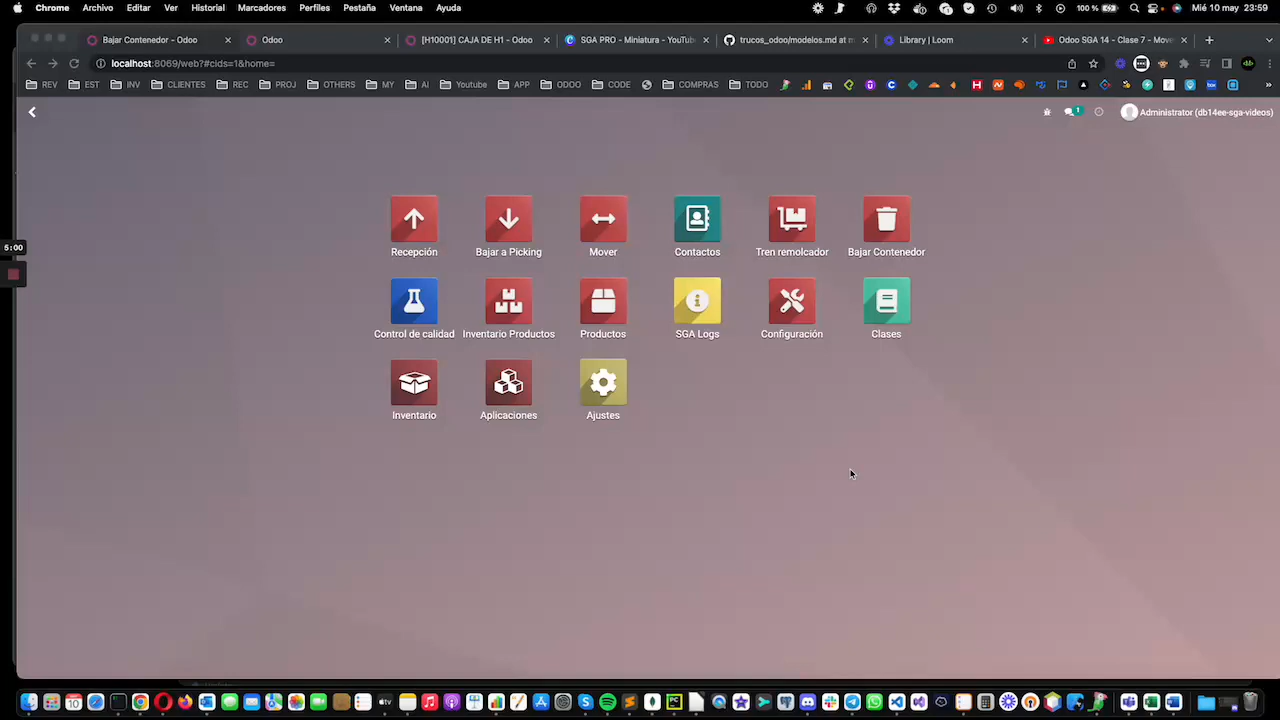 Chrome Archivo Editar Ver Historial Marcadores Perfiles Pestaña Ventana Ayuda 100 % Mié 10 may 23:59
Bajar Contenedor - Odoo Odoo [H10001] CAJA DE H1 - Odoo SGA PRO - Miniatura - YouTub trucos_odoo/modelos.md at m Library | Loom Odoo SGA 14 - Clase 7 - Move
localhost:8069/web?#cids=1&home=
REV EST INV CLIENTES REC PROJ OTHERS MY AI Youtube APP ODOO CODE COMPRAS TODO
1 Administrator (db14ee-sga-videos)
5:00
Recepción Bajar a Picking Mover Contactos Tren remolcador Bajar Contenedor
Control de calidad Inventario Productos Productos SGA Logs Configuración Clases
Inventario Aplicaciones Ajustes